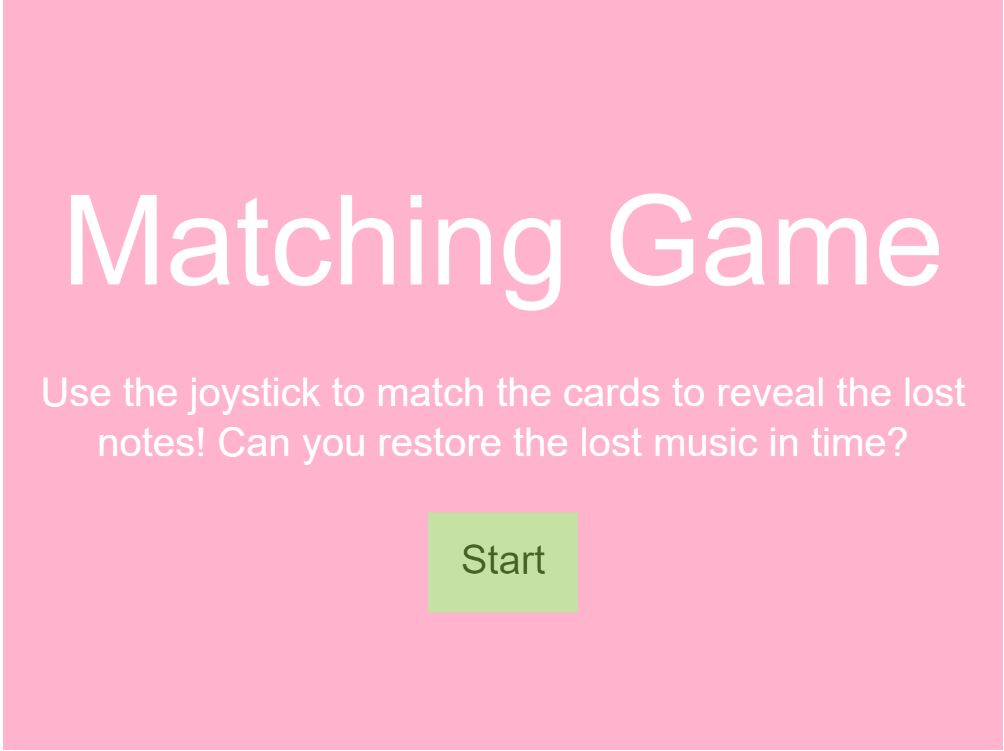 Matching Game
Use the joystick to match the cards to reveal the lost
notes! Can you restore the lost music in time?
Start